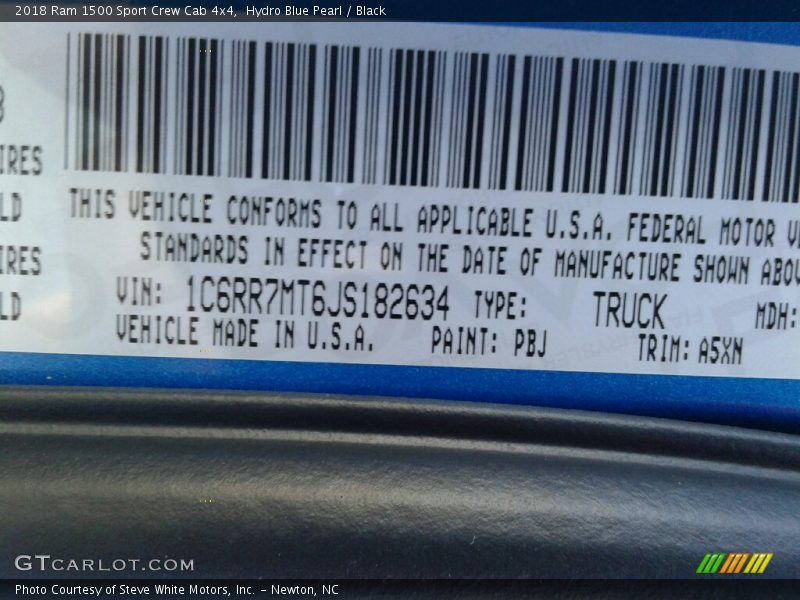 2018 Ram 1500 Sport Crew Cab 4x4, Hydro Blue Pearl / Black
IRES
LD
IRES
LD
THIS VEHICLE CONFORMS TO ALL APPLICABLE U.S.A. FEDERAL MOTOR
STANDARDS IN EFFECT ON THE DATE OF MANUFACTURE SHOWN ABOV
VIN: 1C6RR7MT6JS182634 TYPE: TRUCK MDH:
VEHICLE MADE IN U.S.A. PAINT: PBJ TRIM: A5XN
GTCARLOT.COM
Photo Courtesy of Steve White Motors, Inc. – Newton, NC